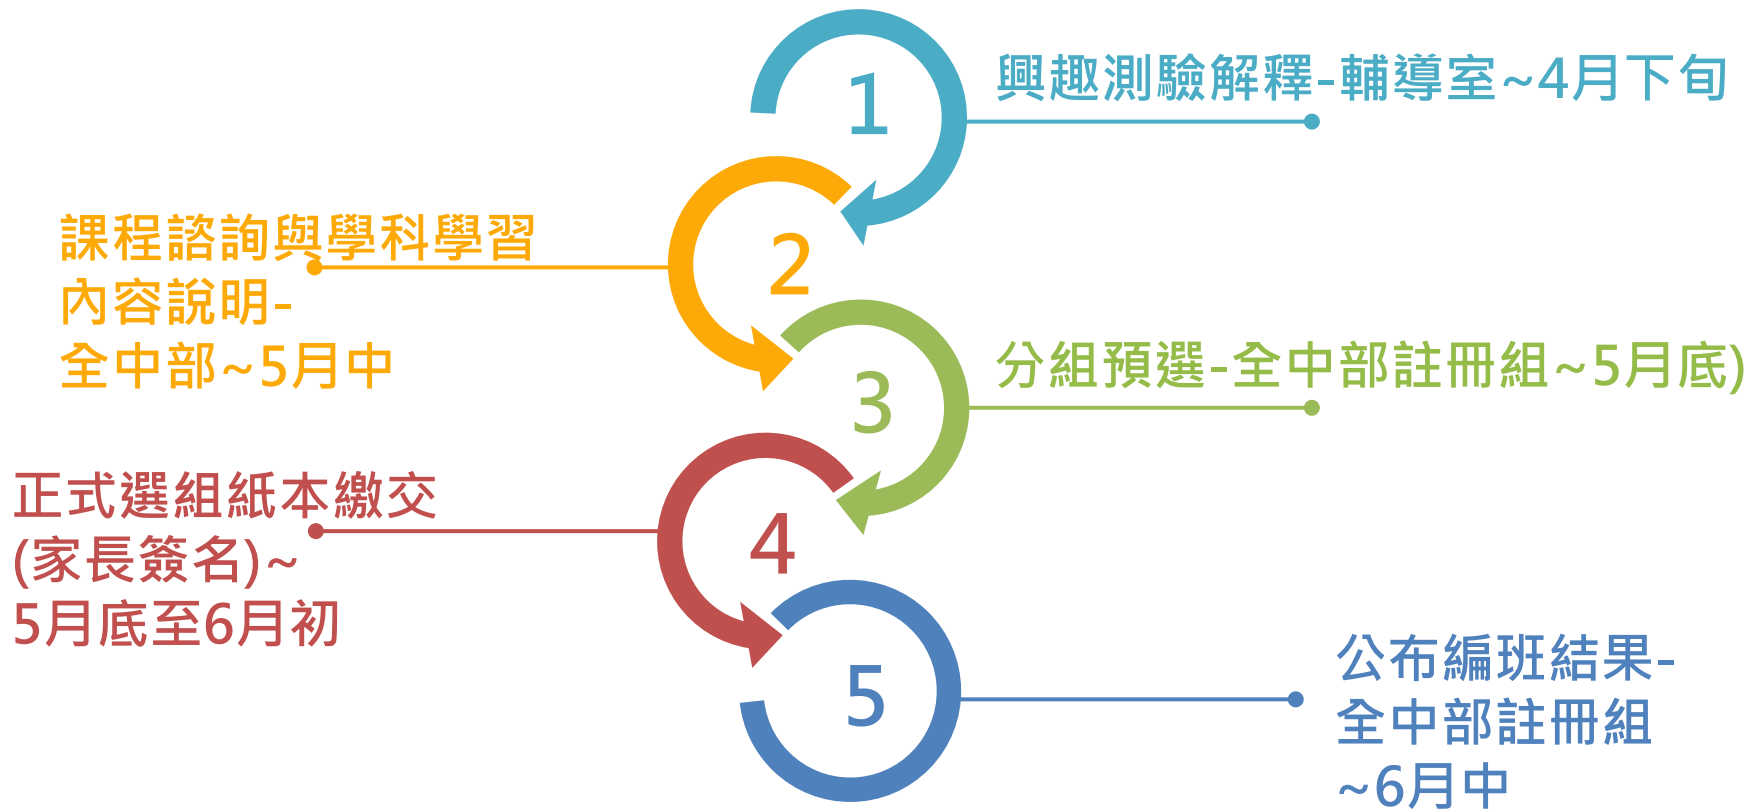 1
興趣測驗解釋-輔導室~4月下旬
2
課程諮詢與學科學習
內容說明-
全中部~5月中
3
分組預選-全中部註冊組~5月底)
4
正式選組紙本繳交
(家長簽名)~
5月底至6月初
5
公布編班結果-
全中部註冊組
~6月中